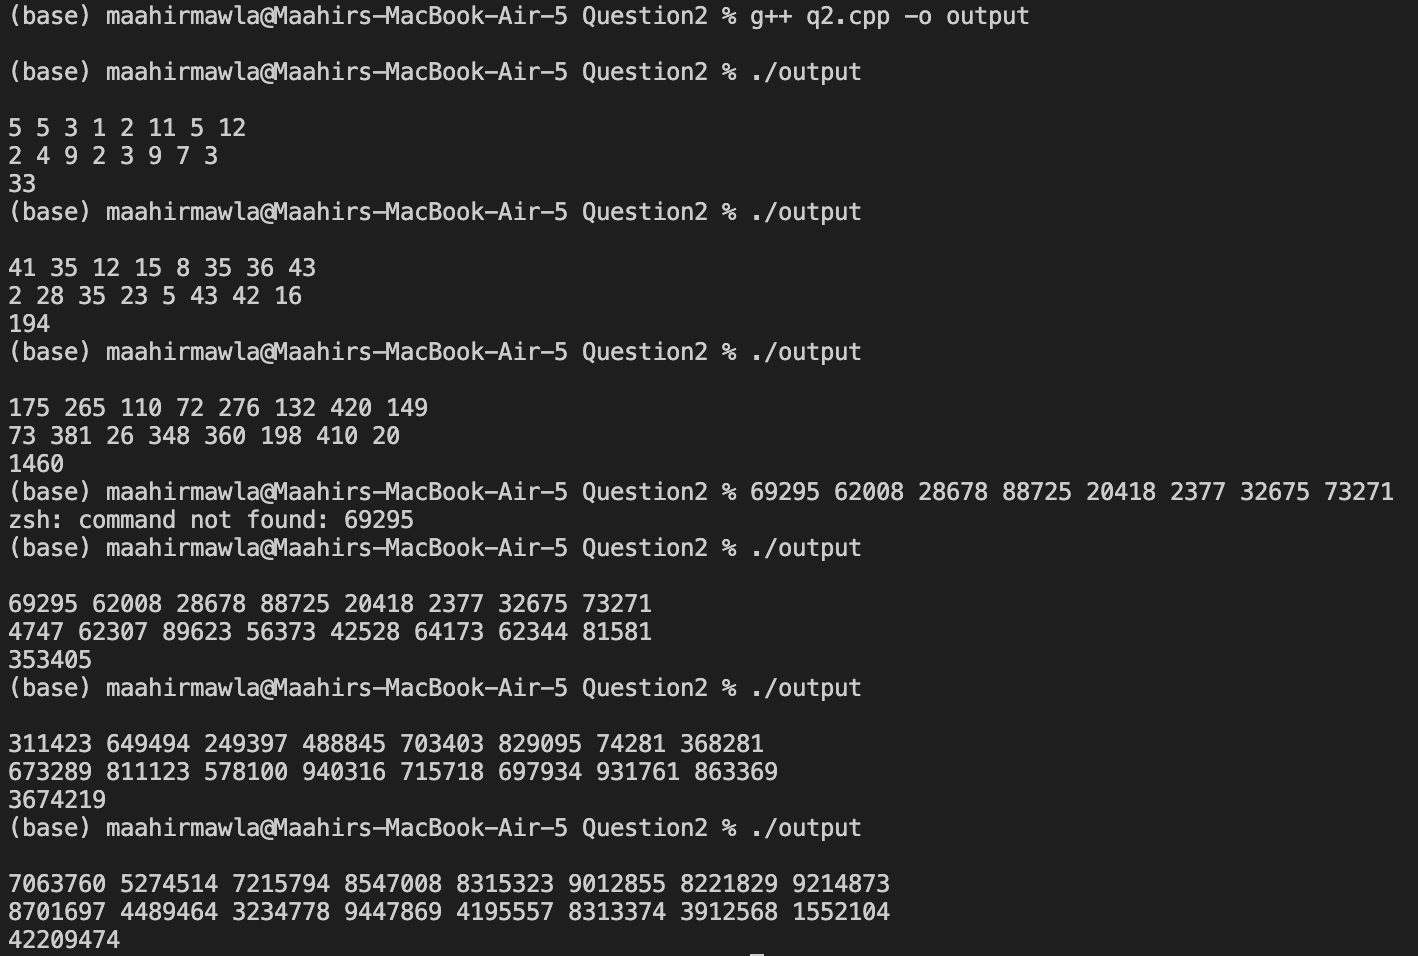 (base) maahirmawla@Maahirs-MacBook-Air-5 Question2 % g++ q2.cpp -o output
(base) maahirmawla@Maahirs-MacBook-Air-5 Question2 % ./output
5 5 3 1 2 11 5 12
2 4 9 2 3 9 7 3
33
(base) maahirmawla@Maahirs-MacBook-Air-5 Question2 % ./output
41 35 12 15 8 35 36 43
2 28 35 23 5 43 42 16
194
(base) maahirmawla@Maahirs-MacBook-Air-5 Question2 % ./output
175 265 110 72 276 132 420 149
73 381 26 348 360 198 410 20
1460
(base) maahirmawla@Maahirs-MacBook-Air-5 Question2 % 69295 62008 28678 88725 20418 2377 32675 73271
zsh: command not found: 69295
(base) maahirmawla@Maahirs-MacBook-Air-5 Question2 % ./output
69295 62008 28678 88725 20418 2377 32675 73271
4747 62307 89623 56373 42528 64173 62344 81581
353405
(base) maahirmawla@Maahirs-MacBook-Air-5 Question2 % ./output
311423 649494 249397 488845 703403 829095 74281 368281
673289 811123 578100 940316 715718 697934 931761 863369
3674219
(base) maahirmawla@Maahirs-MacBook-Air-5 Question2 % ./output
7063760 5274514 7215794 8547008 8315323 9012855 8221829 9214873
8701697 4489464 3234778 9447869 4195557 8313374 3912568 1552104
42209474